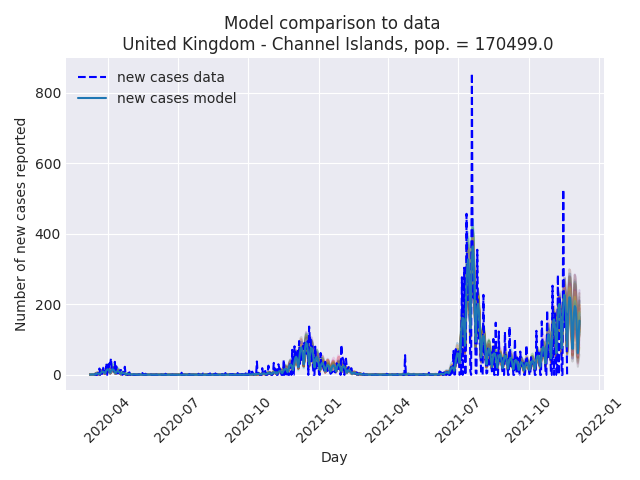 Model comparison to data
United Kingdom - Channel Islands, pop. = 170499.0
new cases data
new cases model
Number of new cases reported
800
600
400
200
0
2020-04
2020-07
2020-10
2021-01
2021-04
2021-07
2021-10
2022-01
Day